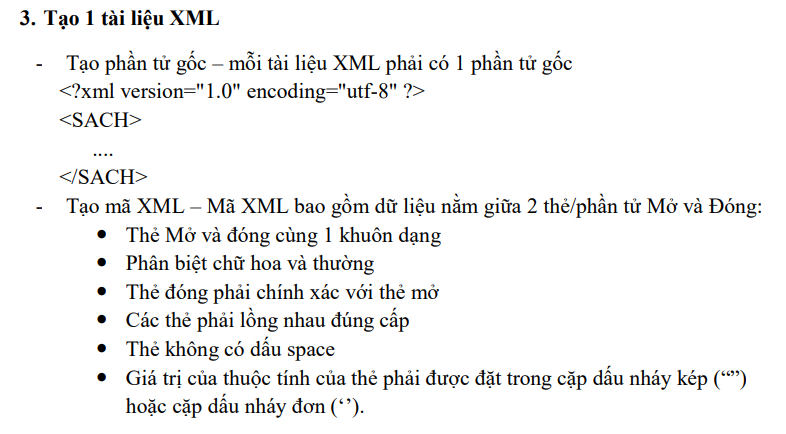 3. Tạo 1 tài liệu XML
- Tạo phần tử gốc – mỗi tài liệu XML phải có 1 phần tử gốc
<?xml version="1.0" encoding="utf-8" ?>
<SACH>
....
</SACH>
- Tạo mã XML – Mã XML bao gồm dữ liệu nằm giữa 2 thẻ/phần tử Mở và Đóng:
• Thẻ Mở và đóng cùng 1 khuôn dạng
• Phân biệt chữ hoa và thường
• Thẻ đóng phải chính xác với thẻ mở
• Các thẻ phải lồng nhau đúng cấp
• Thẻ không có dấu space
• Giá trị của thuộc tính của thẻ phải được đặt trong cặp dấu nháy kép (“”)
hoặc cặp dấu nháy đơn (‘’).